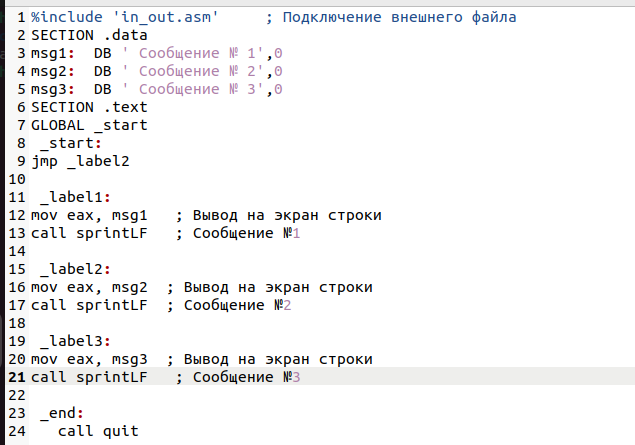 1 %include 'in_out.asm'     ; Подключение внешнего файла
2 SECTION .data
3 msg1:  DB ' Сообщение № 1',0
4 msg2:  DB ' Сообщение № 2',0
5 msg3:  DB ' Сообщение № 3',0
6 SECTION .text
7 GLOBAL _start
8  _start:
9 jmp _label2
10
11  _label1:
12 mov eax, msg1   ; Вывод на экран строки
13 call sprintLF   ; Сообщение №1
14
15  _label2:
16 mov eax, msg2  ; Вывод на экран строки
17 call sprintLF  ; Сообщение №2
18
19  _label3:
20 mov eax, msg3  ; Вывод на экран строки
21 call sprintLF   ; Сообщение №3
22
23  _end:
24    call quit